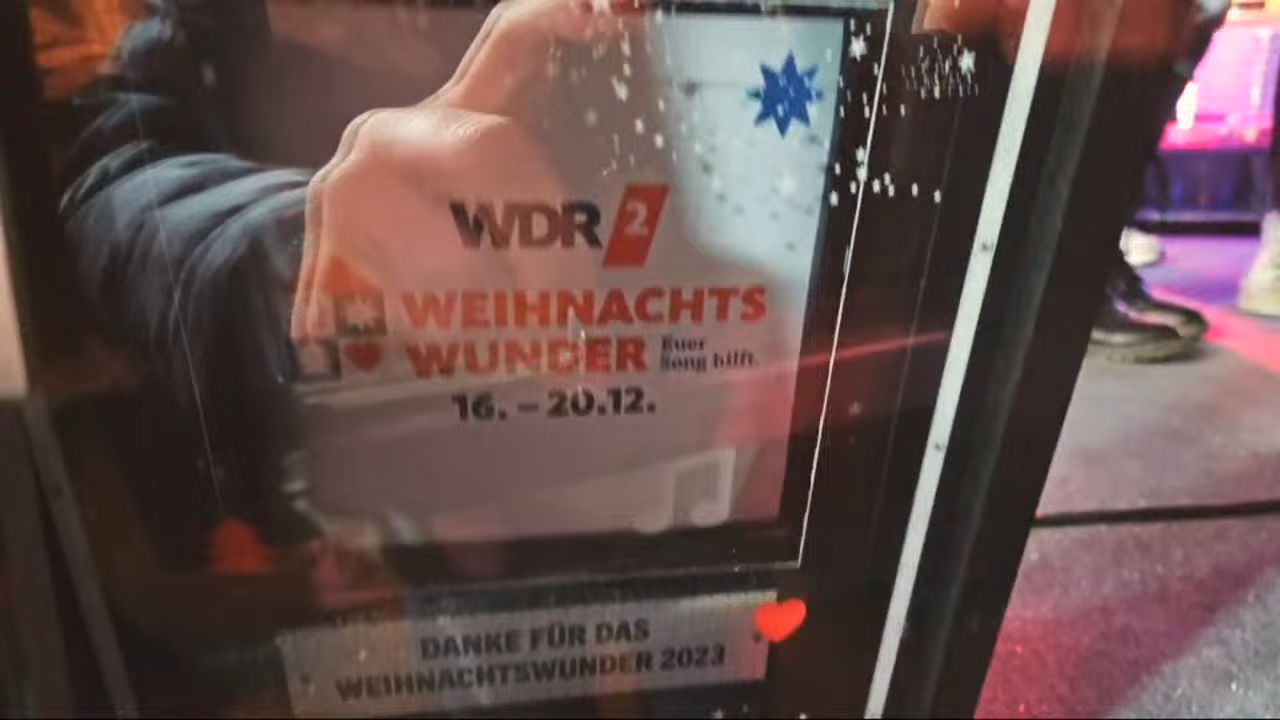 WDR 2
WEIHNACHTS
WUNDER Euer
Song hilft.
16. – 20.12.
DANKE FÜR DAS
WEIHNACHTSWUNDER 2023